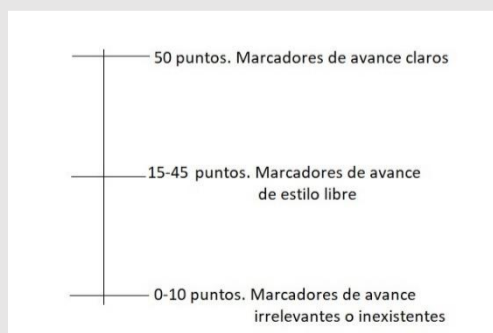 50 puntos. Marcadores de avance claros
15-45 puntos. Marcadores de avance
de estilo libre
0-10 puntos. Marcadores de avance
irrelevantes o inexistentes